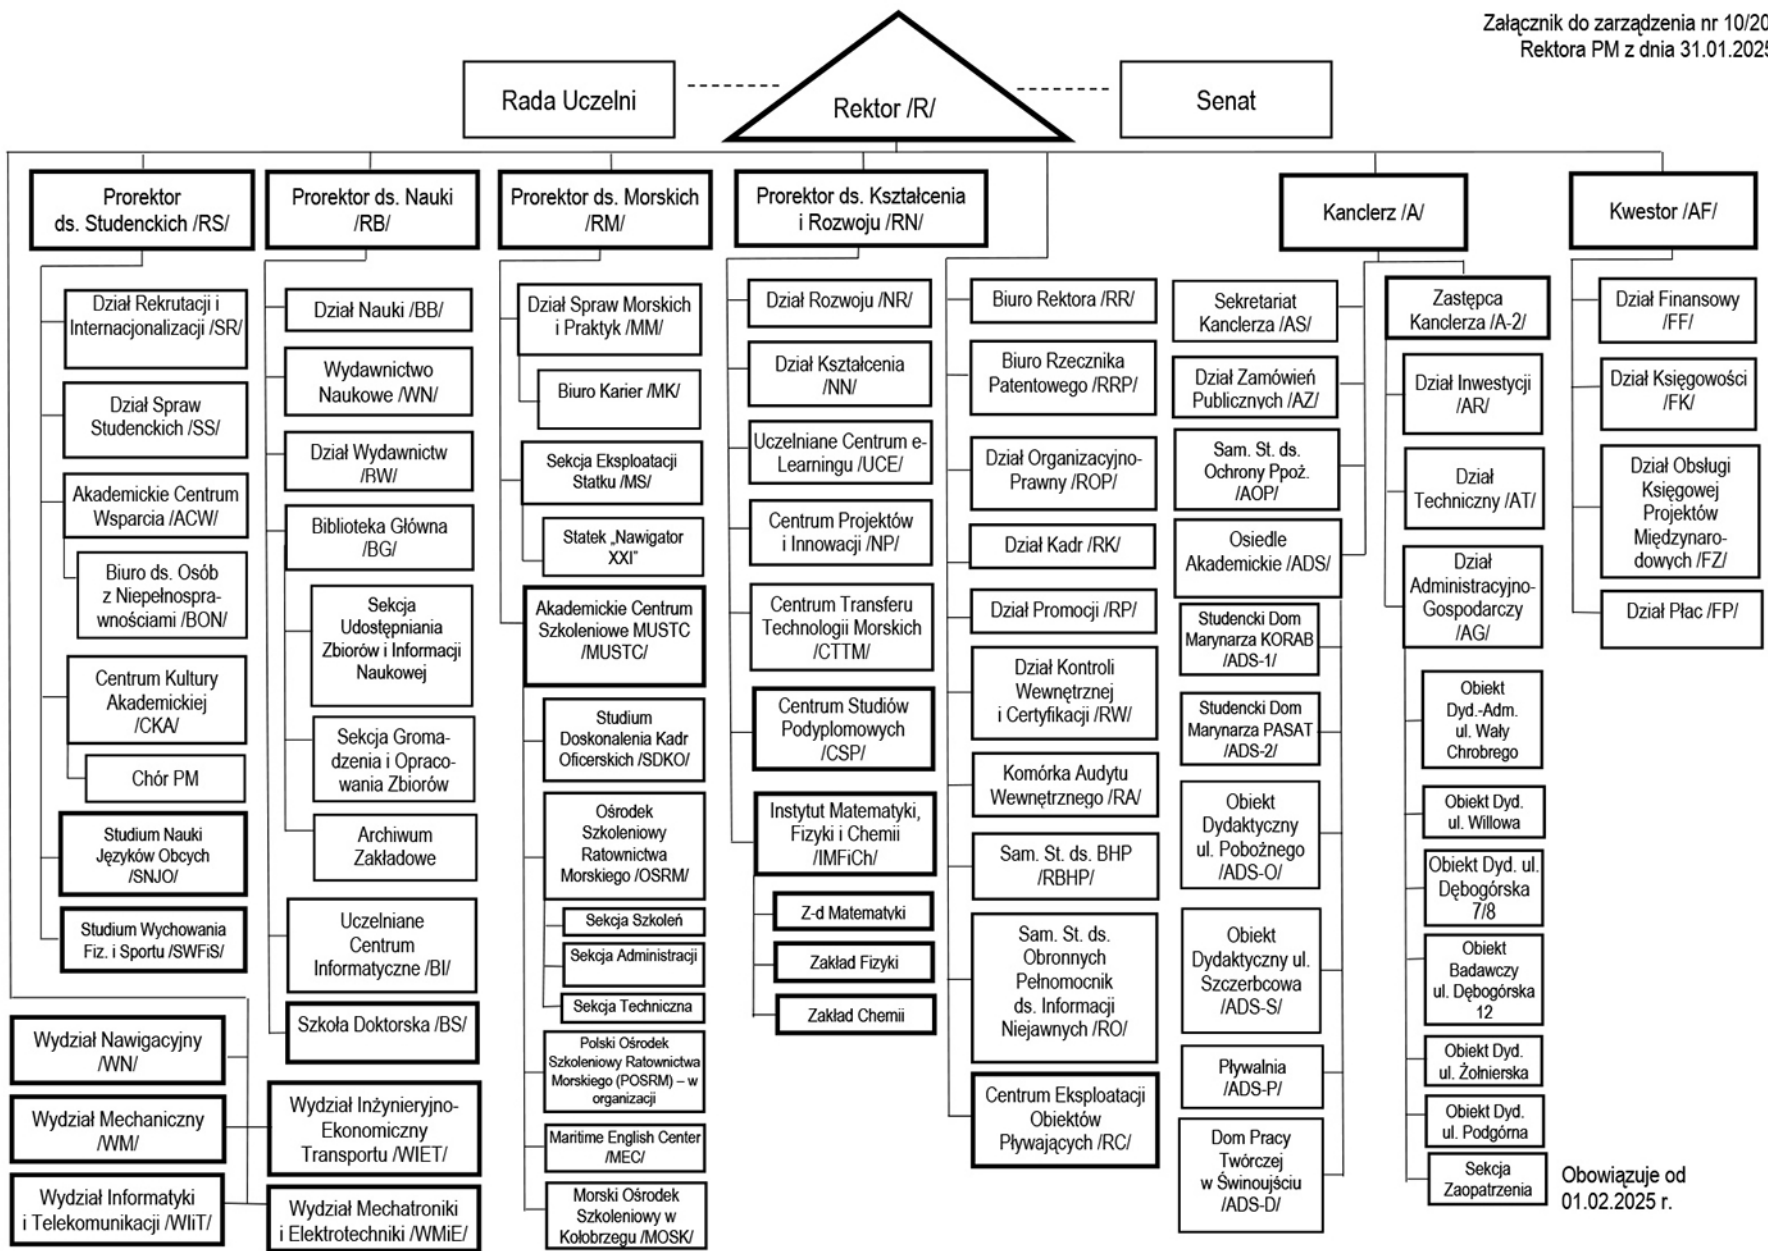 Załącznik do zarządzenia nr 10/20
Rektora PM z dnia 31.01.2025
Rada Uczelni
Rektor /R/
Senat
Prorektor
ds. Studenckich /RS/
Prorektor ds. Nauki
/RB/
Prorektor ds. Morskich
/RM/
Prorektor ds. Kształcenia
i Rozwoju /RN/
Kanclerz /A/
Kwestor /AF/
Dział Rekrutacji i
Internacjonalizacji /SR/
Dział Spraw
Studenckich /SS/
Akademickie Centrum
Wsparcia /ACW/
Biuro ds. Osób
z Niepełnospra-
wnościami /BON/
Centrum Kultury
Akademickiej
/CKA/
Chór PM
Studium Nauki
Języków Obcych
/SNJO/
Studium Wychowania
Fiz. i Sportu /SWFiS/
Dział Nauki /BB/
Wydawnictwo
Naukowe /WN/
Dział Wydawnictw
/BW/
Biblioteka Główna
/BG/
Sekcja
Udostępniania
Zbiorów i Informacji
Naukowej
Sekcja Groma-
dzenia i Opraco-
wania Zbiorów
Archiwum
Zakładowe
Uczelniane
Centrum
Informatyczne /BI/
Szkoła Doktorska /BS/
Wydział Nawigacyjny
/WN/
Wydział Mechaniczny
/WM/
Wydział Informatyki
i Telekomunikacji /WIiT/
Wydział Inżynieryjno-
Ekonomiczny
Transportu /WIET/
Wydział Mechatroniki
i Elektrotechniki /WMiE/
Dział Spraw Morskich
i Praktyk /MM/
Biuro Karier /MK/
Sekcja Eksploatacji
Statku /MS/
Statek „Nawigator
XXI”
Akademickie Centrum
Szkoleniowe MUSTC
/MUSTC/
Studium
Doskonalenia Kadr
Oficerskich /SDKO/
Ośrodek
Szkoleniowy
Ratownictwa
Morskiego /OSRM/
Sekcja Szkoleń
Sekcja Administracji
Sekcja Techniczna
Polski Ośrodek
Szkoleniowy Ratownictwa
Morskiego (POSRM) – w
organizacji
Maritime English Center
/MEC/
Morski Ośrodek
Szkoleniowy w
Kołobrzegu /MOSK/
Dział Rozwoju /NR/
Dział Kształcenia
/NN/
Uczelniane Centrum e-
Learningu /UCE/
Centrum Projektów
i Innowacji /NP/
Centrum Transferu
Technologii Morskich
/CTTM/
Centrum Studiów
Podyplomowych
/CSP/
Instytut Matematyki,
Fizyki i Chemii
/IMFiCh/
Z-d Matematyki
Zakład Fizyki
Zakład Chemii
Biuro Rektora /RR/
Biuro Rzecznika
Patentowego /RRP/
Dział Organizacyjno-
Prawny /ROP/
Dział Kadr /RK/
Dział Promocji /RP/
Dział Kontroli
Wewnętrznej
i Certyfikacji /RW/
Komórka Audytu
Wewnętrznego /RA/
Sam. St. ds. BHP
/RBHP/
Sam. St. ds.
Obronnych
Pełnomocnik
ds. Informacji
Niejawnych /RO/
Centrum Eksploatacji
Obiektów
Pływających /RC/
Sekretariat
Kanclerza /AS/
Dział Zamówień
Publicznych /AZ/
Sam. St. ds.
Ochrony Ppoż.
/AOP/
Osiedle
Akademickie /ADS/
Studencki Dom
Marynarza KORAB
/ADS-1/
Studencki Dom
Marynarza PASAT
/ADS-2/
Obiekt
Dydaktyczny
ul. Pobożnego
/ADS-O/
Obiekt
Dydaktyczny ul.
Szczerbcowa
/ADS-S/
Pływalnia
/ADS-P/
Dom Pracy
Twórczej
w Świnoujściu
/ADS-D/
Zastępca
Kanclerza /A-2/
Dział Inwestycji
/AR/
Dział
Techniczny /AT/
Dział
Administracyjno-
Gospodarczy
/AG/
Obiekt
Dyd.-Adm.
ul. Wały
Chrobrego
Obiekt Dyd.
ul. Willowa
Obiekt Dyd. ul.
Dębogórska
7/8
Obiekt
Badawczy
ul. Dębogórska
12
Obiekt Dyd.
ul. Żołnierska
Obiekt Dyd.
ul. Podgórna
Sekcja
Zaopatrzenia
Dział Finansowy
/FF/
Dział Księgowości
/FK/
Dział Obsługi
Księgowej
Projektów
Międzynaro-
dowych /FZ/
Dział Płac /FP/
Obowiązuje od
01.02.2025 r.